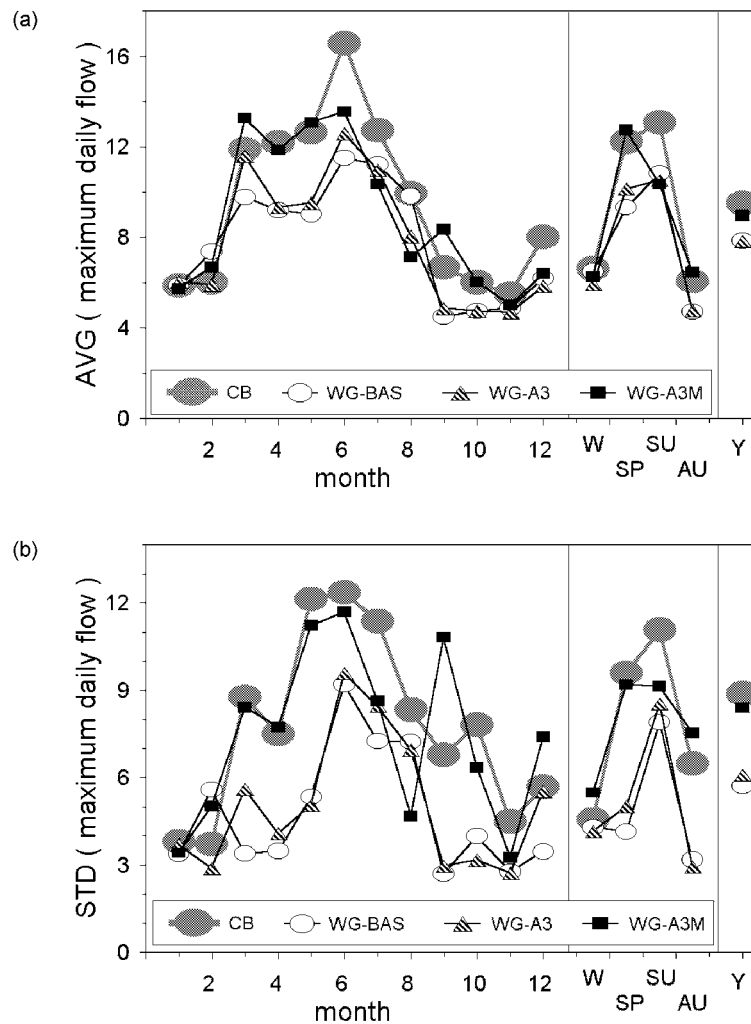 (a)
AVG ( maximum daily flow )
16
12
8
4
0
CB WG-BAS WG-A3 WG-A3M
2 4 6 8 10 12
month
W SU Y
SP AU
(b)
STD ( maximum daily flow )
12
9
6
3
0
CB WG-BAS WG-A3 WG-A3M
2 4 6 8 10 12
month
W SU Y
SP AU